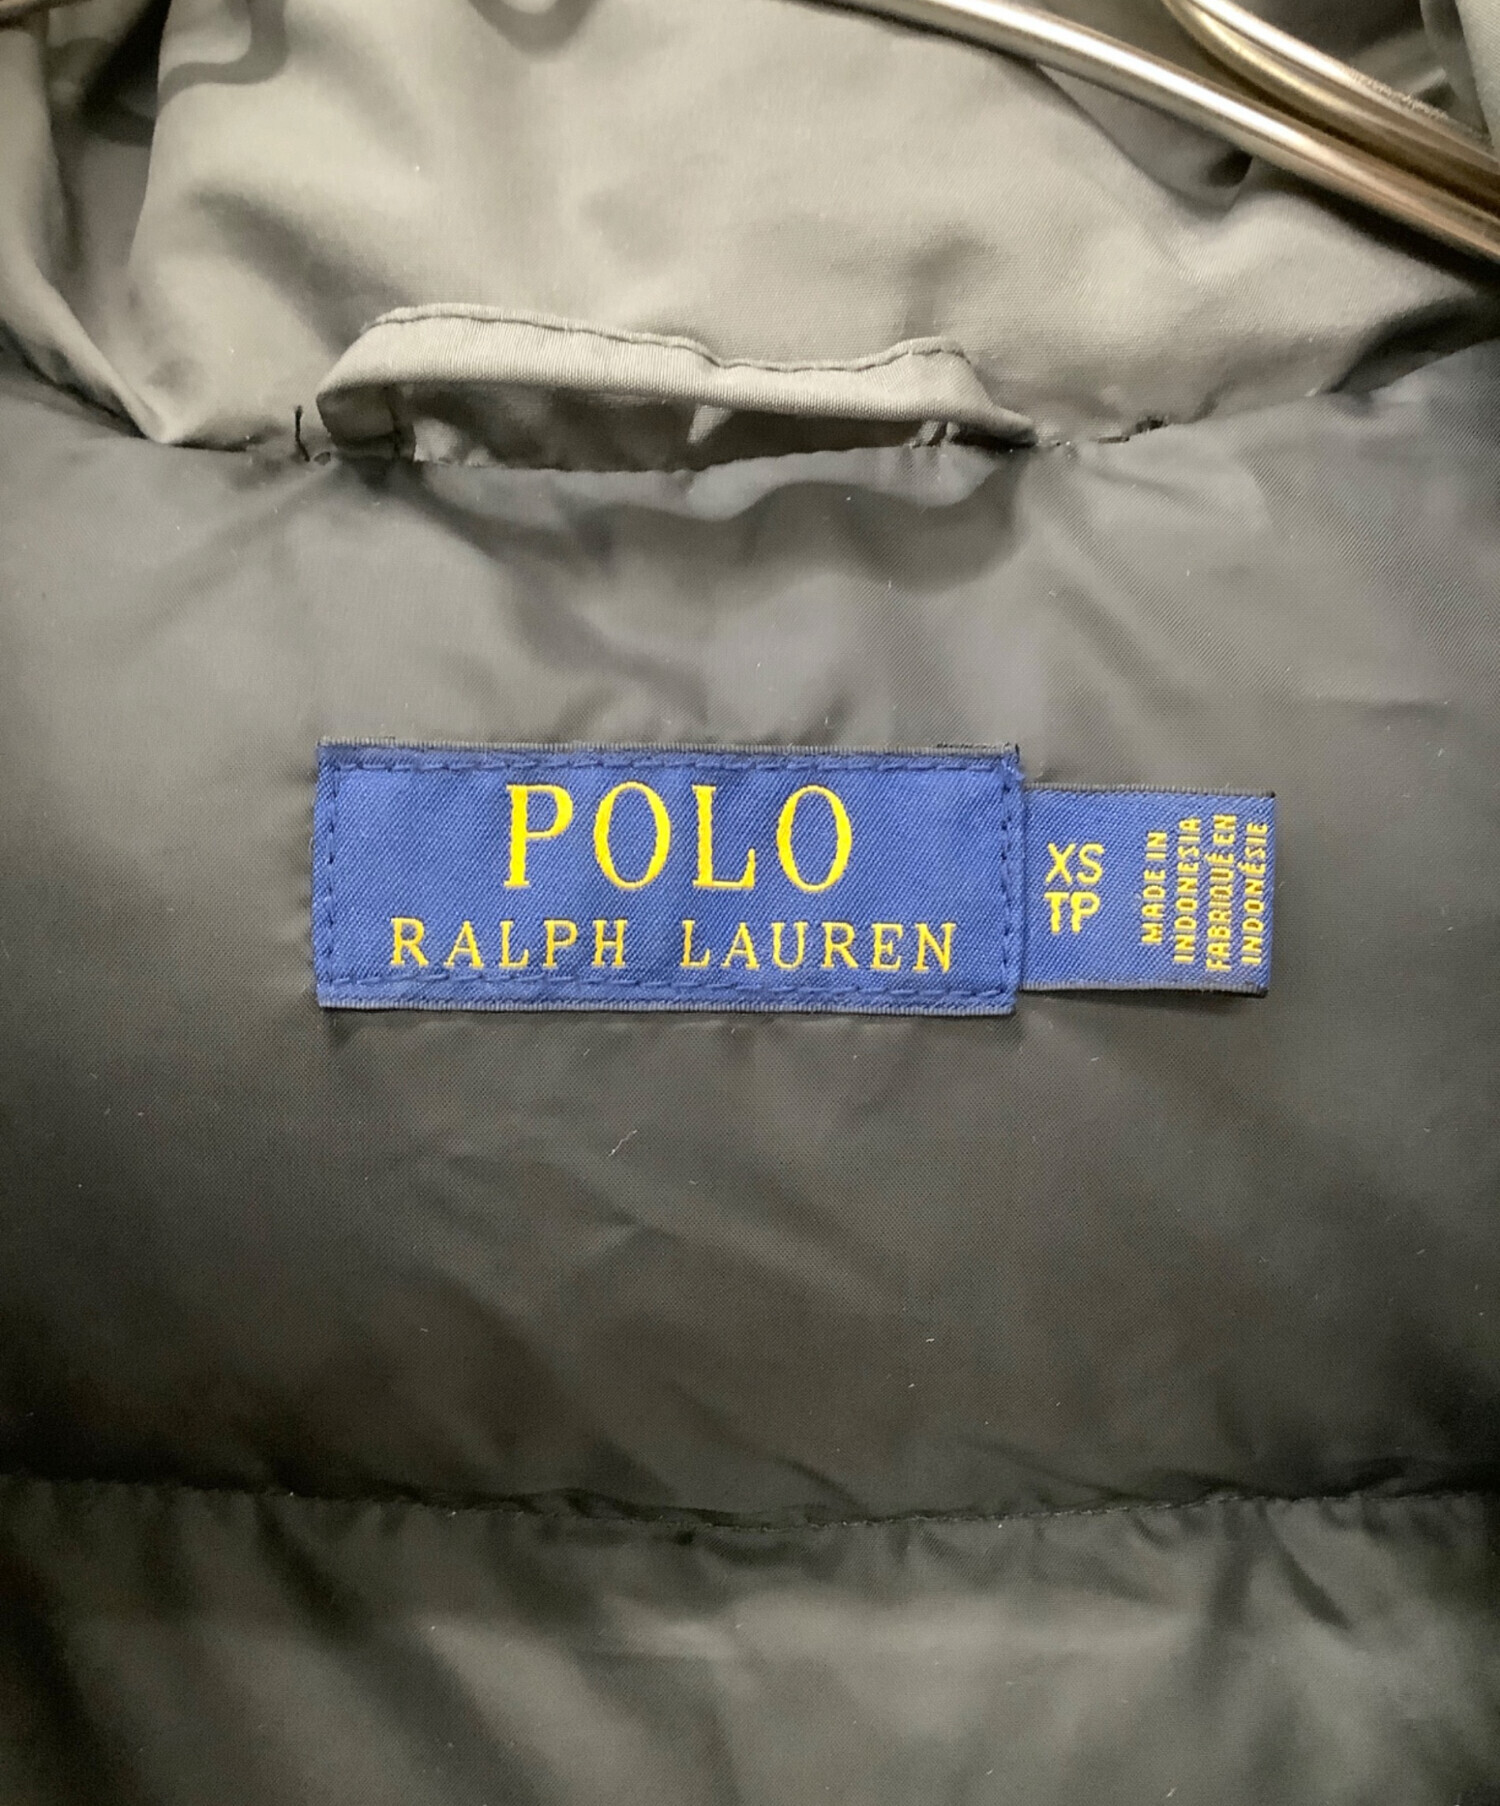 POLO
RALPH LAUREN
XS
TP
MADE IN
INDONESIA
FABRIQUÉ EN
INDONÉSIE